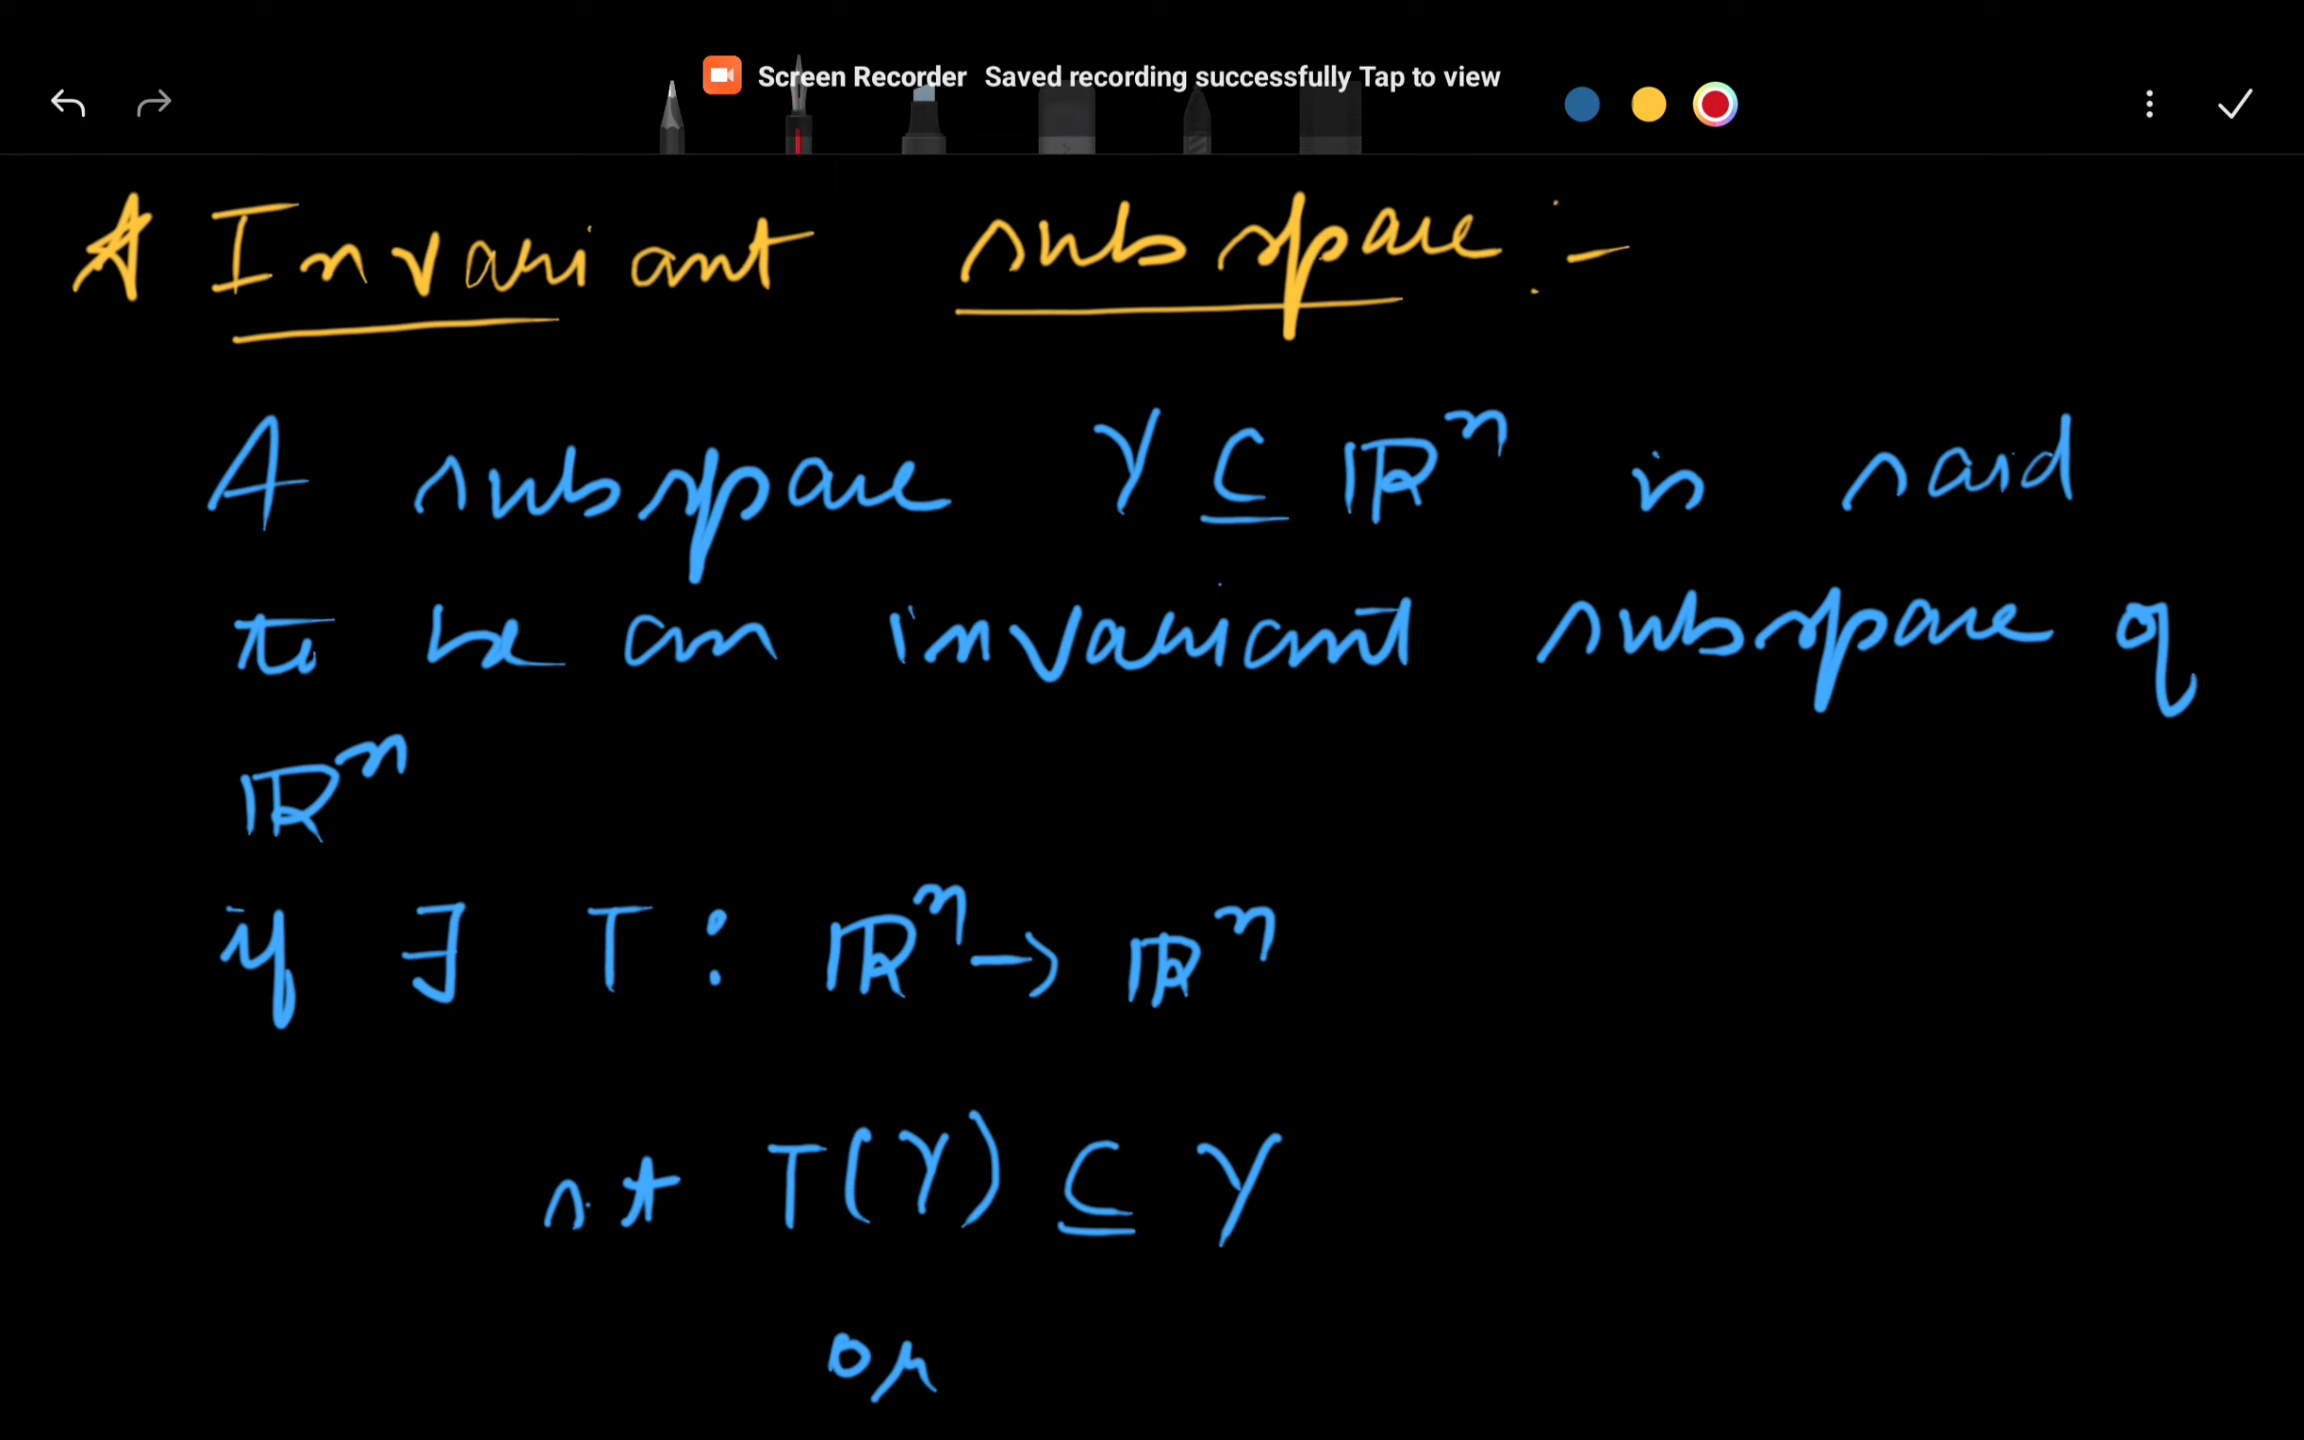 Screen Recorder Saved recording successfully Tap to view
★ Invariant subspace :-
A subspace Y ⊆ ℝⁿ is said
to be an invariant subspace of
ℝⁿ
if ∃ T : ℝⁿ → ℝⁿ
s.t T(Y) ⊆ Y
or